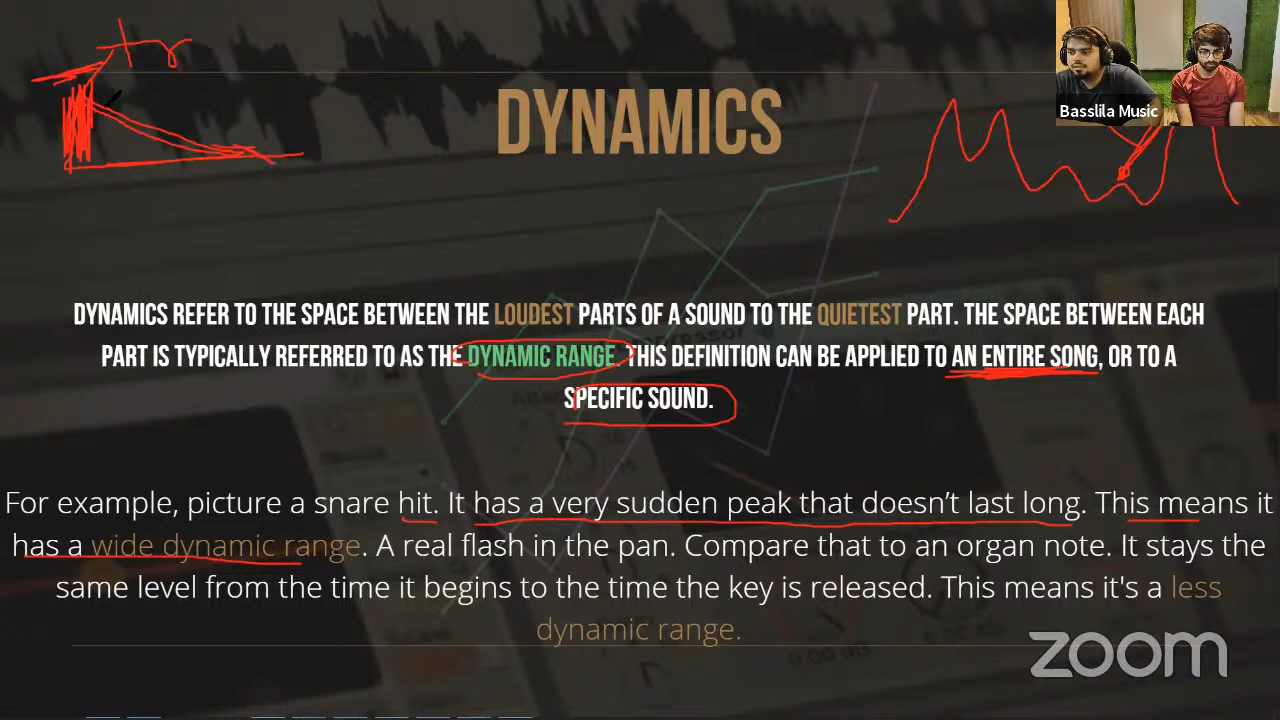 tr
Basslila Music
DYNAMICS
DYNAMICS REFER TO THE SPACE BETWEEN THE LOUDEST PARTS OF A SOUND TO THE QUIETEST PART. THE SPACE BETWEEN EACH
PART IS TYPICALLY REFERRED TO AS THE DYNAMIC RANGE. THIS DEFINITION CAN BE APPLIED TO AN ENTIRE SONG, OR TO A
SPECIFIC SOUND.
For example, picture a snare hit. It has a very sudden peak that doesn't last long. This means it
has a wide dynamic range. A real flash in the pan. Compare that to an organ note. It stays the
same level from the time it begins to the time the key is released. This means it's a less
dynamic range.
zoom